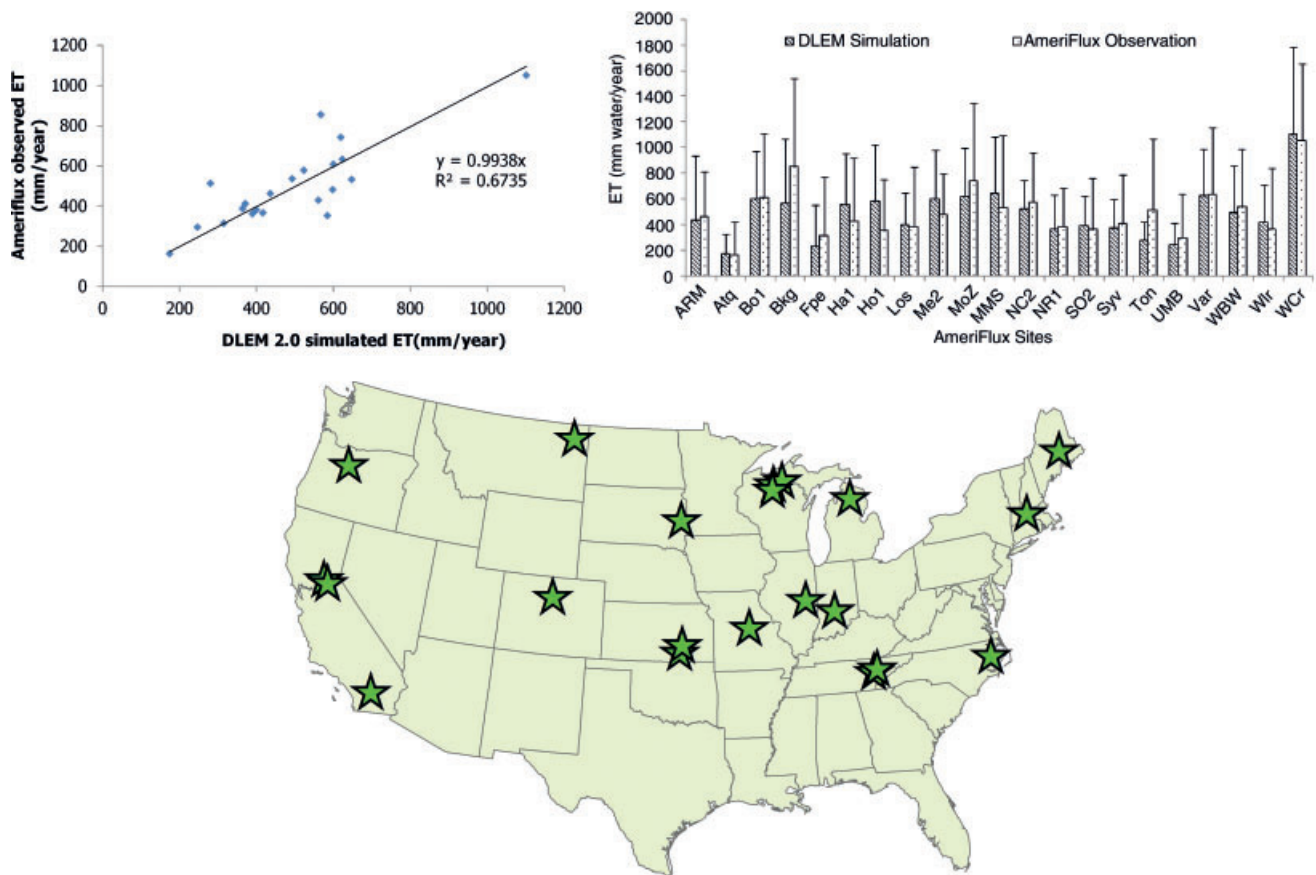 1200
1000
800
600
400
200
0
0 200 400 600 800 1000 1200
Ameriflux observed ET
(mm/year)
y = 0.9938x
R² = 0.6735
DLEM 2.0 simulated ET(mm/year)
2000
1800
1600
1400
1200
1000
800
600
400
200
0
ET (mm water/year)
DLEM Simulation AmeriFlux Observation
ARM Atq Bo1 Bkg Fpe Ha1 Ho1 Los Me2 MoZ MMS NC2 NR1 SO2 Syv Ton UMB Var WBW Wlr WCr
AmeriFlux Sites